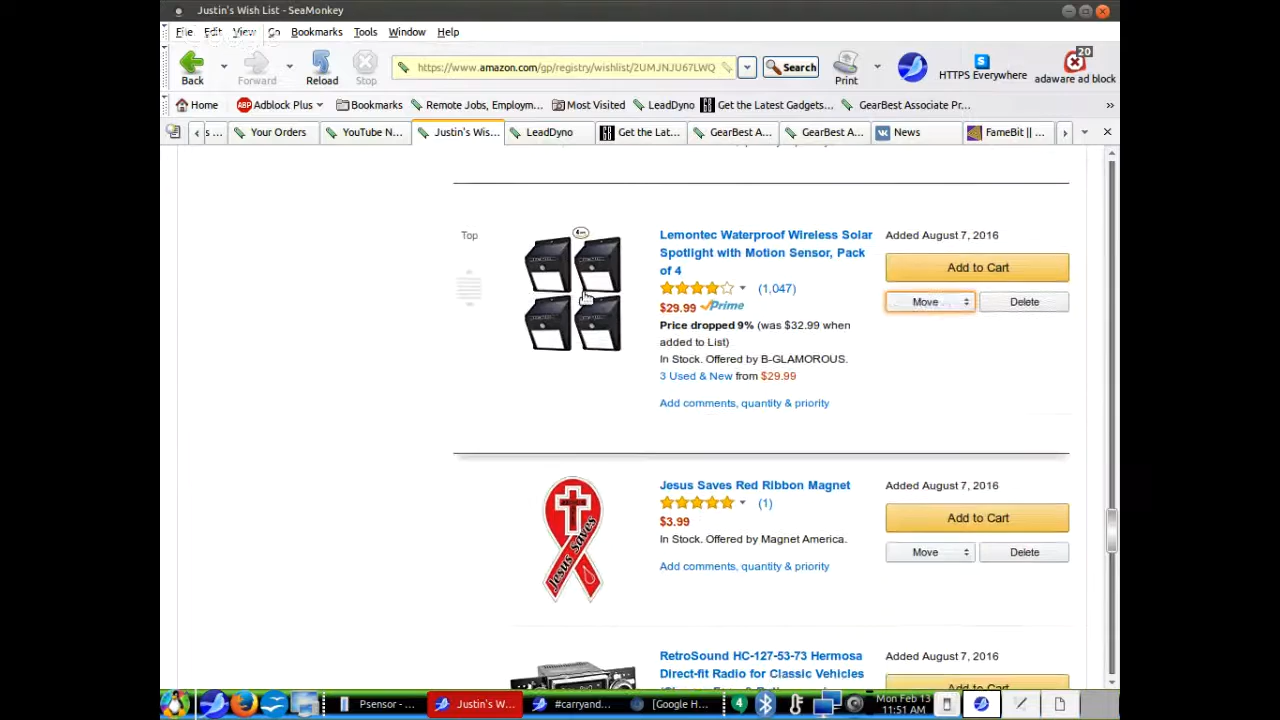 Justin's Wish List - SeaMonkey
File Edit View Go Bookmarks Tools Window Help
Back Forward Reload Stop https://www.amazon.com/gp/registry/wishlist/2UMJNJU67LWQ Search Print HTTPS Everywhere 20 adaware ad block
Home ABP Adblock Plus Bookmarks Remote Jobs, Employm... Most Visited LeadDyno Get the Latest Gadgets... GearBest Associate Pr... »
s ... Your Orders YouTube N... Justin's Wis... LeadDyno Get the Lat... GearBest A... GearBest A... News FameBit || ...
Top
Lemontec Waterproof Wireless Solar
Spotlight with Motion Sensor, Pack
of 4
(1,047)
$29.99 Prime
Price dropped 9% (was $32.99 when
added to List)
In Stock. Offered by B-GLAMOROUS.
3 Used & New from $29.99
Add comments, quantity & priority
Added August 7, 2016
Add to Cart
Move Delete
Jesus Saves
Jesus Saves Red Ribbon Magnet
(1)
$3.99
In Stock. Offered by Magnet America.
Add comments, quantity & priority
Added August 7, 2016
Add to Cart
Move Delete
RetroSound HC-127-53-73 Hermosa
Direct-fit Radio for Classic Vehicles
Added August 7, 2016
Add to Cart
Psensor - ... Justin's W... #carryand... [Google H... 4 Mon Feb 13
11:51 AM